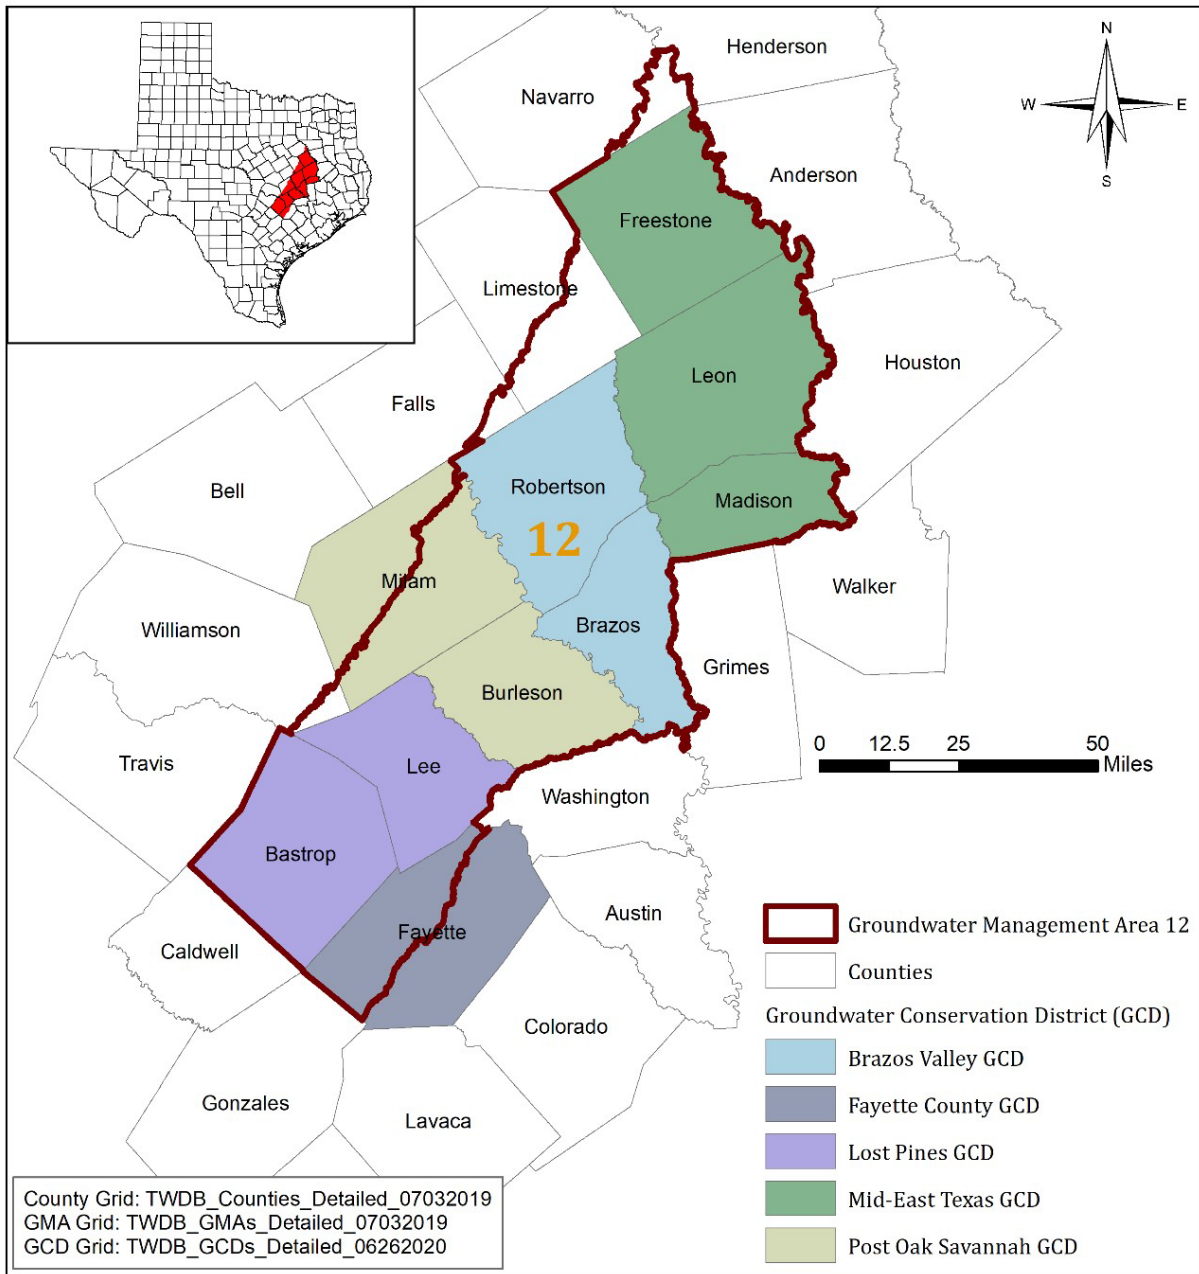 Henderson
N
Navarro
W
E
S
Anderson
Freestone
Limestone
Houston
Leon
Falls
Bell
Robertson
Madison
12
Milam
Walker
Williamson
Brazos
Grimes
Burleson
Travis
Lee
0 12.5 25 50
Miles
Washington
Bastrop
Austin
Fayette
Caldwell
Groundwater Management Area 12
Counties
Groundwater Conservation District (GCD)
Colorado
Brazos Valley GCD
Gonzales
Fayette County GCD
Lavaca
Lost Pines GCD
Mid-East Texas GCD
Post Oak Savannah GCD
County Grid: TWDB_Counties_Detailed_07032019
GMA Grid: TWDB_GMAs_Detailed_07032019
GCD Grid: TWDB_GCDs_Detailed_06262020